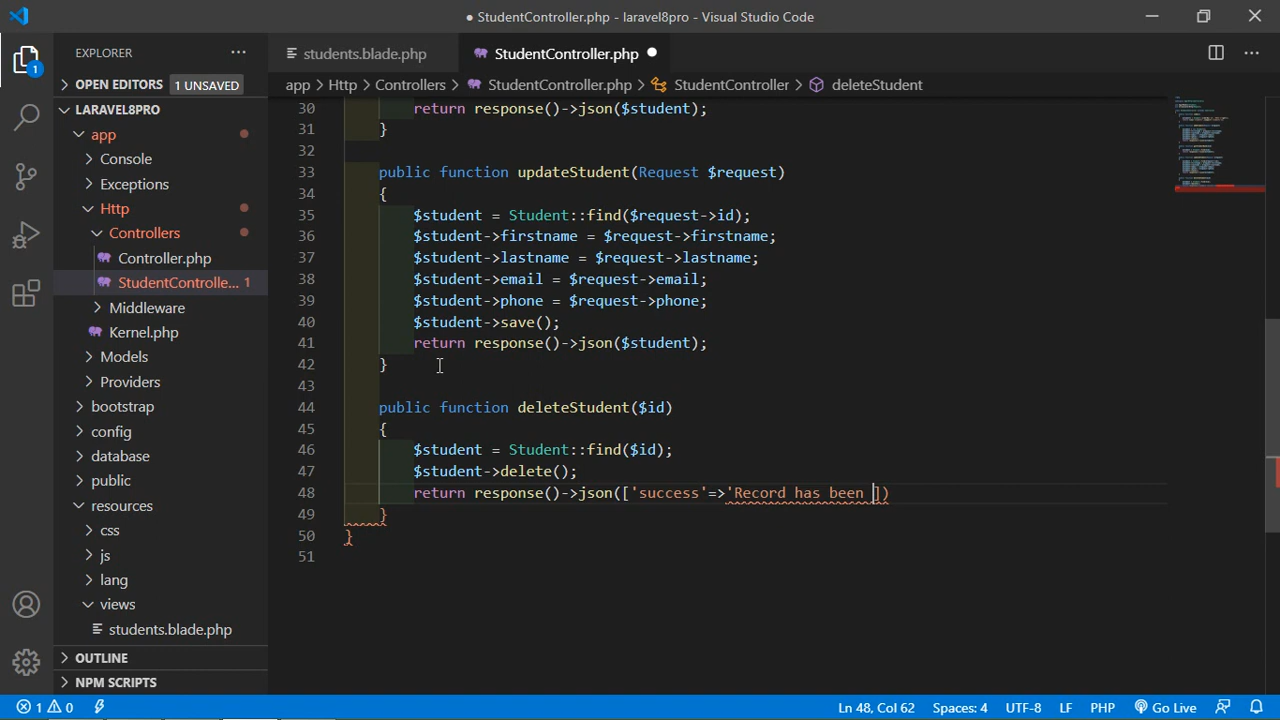 ● StudentController.php - laravel8pro - Visual Studio Code
EXPLORER
students.blade.php
StudentController.php
OPEN EDITORS 1 UNSAVED
app > Http > Controllers > StudentController.php > StudentController > deleteStudent
LARAVEL8PRO
app
Console
Exceptions
Http
Controllers
Controller.php
StudentControlle... 1
Middleware
Kernel.php
Models
Providers
bootstrap
config
database
public
resources
css
js
lang
views
students.blade.php
OUTLINE
NPM SCRIPTS
1
30 return response()->json($student);
31 }
32
33 public function updateStudent(Request $request)
34 {
35 $student = Student::find($request->id);
36 $student->firstname = $request->firstname;
37 $student->lastname = $request->lastname;
38 $student->email = $request->email;
39 $student->phone = $request->phone;
40 $student->save();
41 return response()->json($student);
42 }
43
44 public function deleteStudent($id)
45 {
46 $student = Student::find($id);
47 $student->delete();
48 return response()->json(['success'=>'Record has been ])
49 }
50 }
51
1 0
Ln 48, Col 62 Spaces: 4 UTF-8 LF PHP Go Live